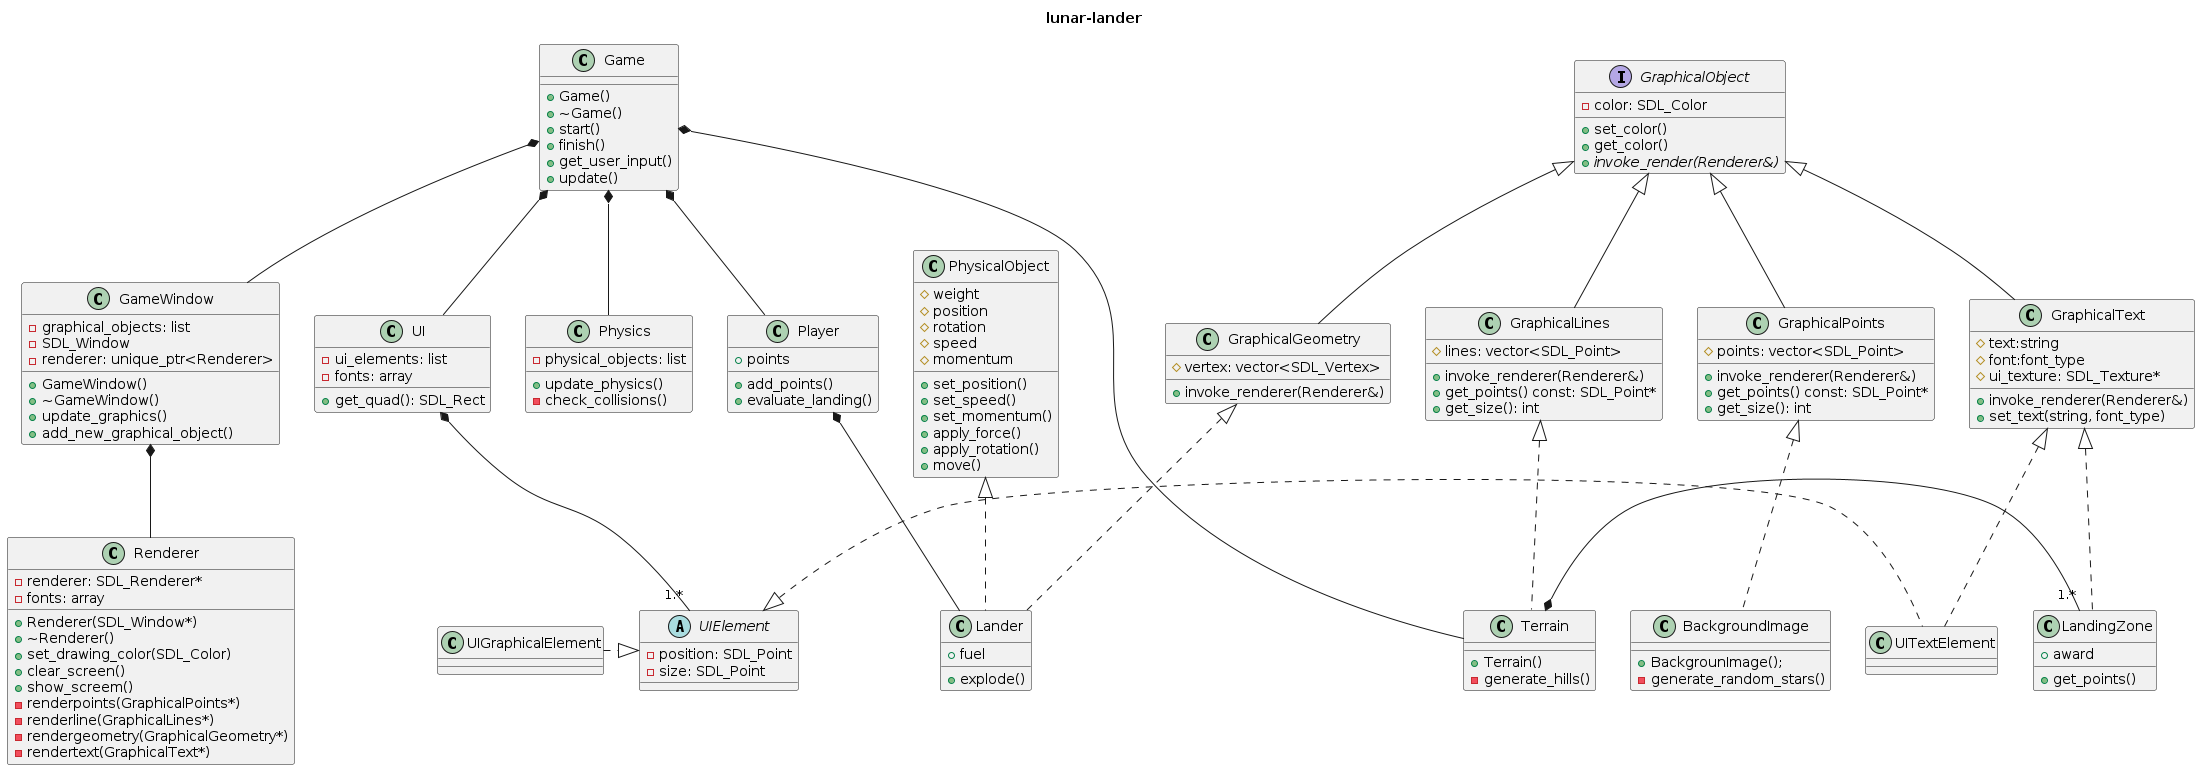 lunar-lander
C Game
Game()
~Game()
start()
finish()
get_user_input()
update()
I GraphicalObject
color: SDL_Color
set_color()
get_color()
invoke_render(Renderer&)
C GameWindow
graphical_objects: list
SDL_Window
renderer: unique_ptr<Renderer>
GameWindow()
~GameWindow()
update_graphics()
add_new_graphical_object()
C UI
ui_elements: list
fonts: array
get_quad(): SDL_Rect
C Physics
physical_objects: list
update_physics()
check_collisions()
C Player
points
add_points()
evaluate_landing()
C PhysicalObject
weight
position
rotation
speed
momentum
set_position()
set_speed()
set_momentum()
apply_force()
apply_rotation()
move()
C GraphicalGeometry
vertex: vector<SDL_Vertex>
invoke_renderer(Renderer&)
C GraphicalLines
lines: vector<SDL_Point>
invoke_renderer(Renderer&)
get_points() const: SDL_Point*
get_size(): int
C GraphicalPoints
points: vector<SDL_Point>
invoke_renderer(Renderer&)
get_points() const: SDL_Point*
get_size(): int
C GraphicalText
text:string
font:font_type
ui_texture: SDL_Texture*
invoke_renderer(Renderer&)
set_text(string, font_type)
C Renderer
renderer: SDL_Renderer*
fonts: array
Renderer(SDL_Window*)
~Renderer()
set_drawing_color(SDL_Color)
clear_screen()
show_screem()
renderpoints(GraphicalPoints*)
renderline(GraphicalLines*)
rendergeometry(GraphicalGeometry*)
rendertext(GraphicalText*)
C UIGraphicalElement
1.*
A UIElement
position: SDL_Point
size: SDL_Point
C Lander
fuel
explode()
C Terrain
Terrain()
generate_hills()
C BackgroundImage
BackgrounImage();
generate_random_stars()
C UITextElement
1.*
C LandingZone
award
get_points()